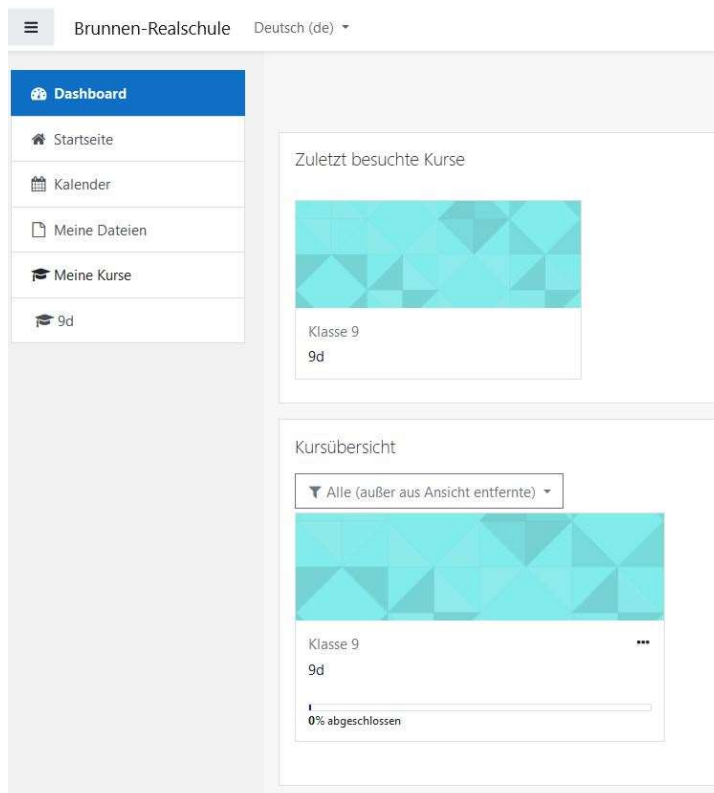 Brunnen-Realschule Deutsch (de)
Dashboard
Startseite
Kalender
Meine Dateien
Meine Kurse
9d
Zuletzt besuchte Kurse
Klasse 9
9d
Kursübersicht
Alle (außer aus Ansicht entfernte)
Klasse 9
9d
0% abgeschlossen